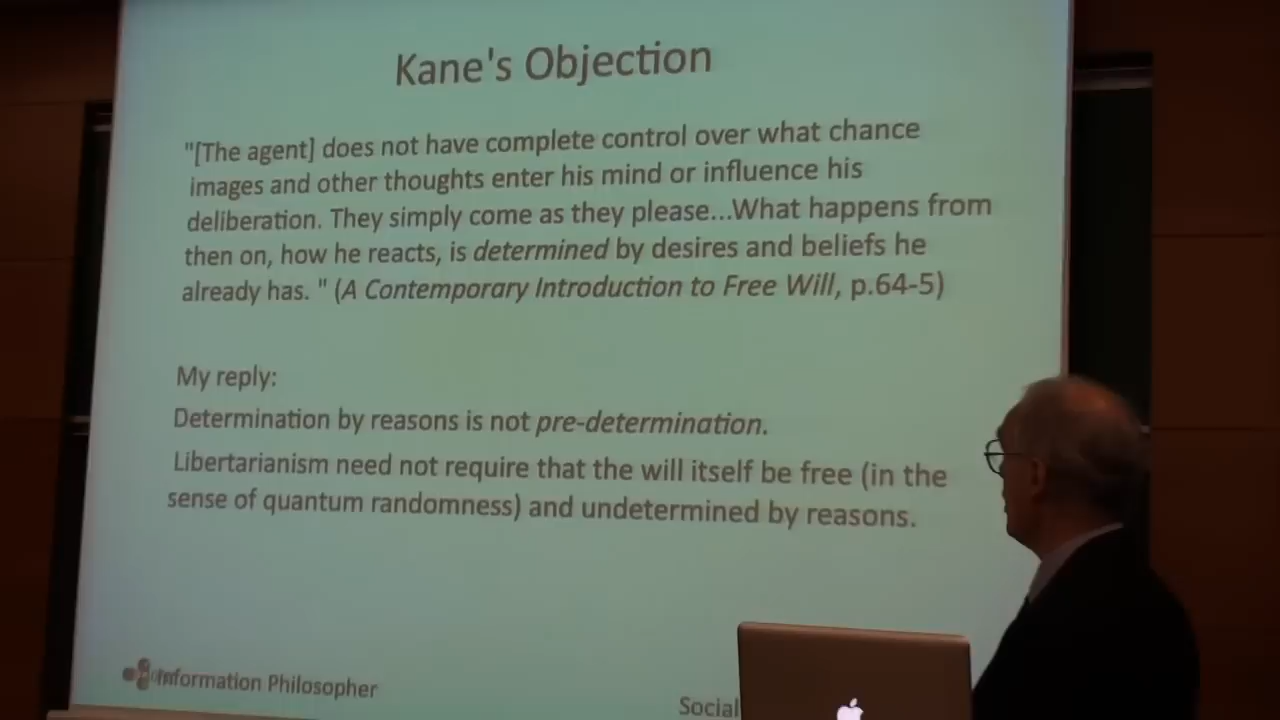 Kane's Objection
"[The agent] does not have complete control over what chance
images and other thoughts enter his mind or influence his
deliberation. They simply come as they please...What happens from
then on, how he reacts, is determined by desires and beliefs he
already has. " (A Contemporary Introduction to Free Will, p.64-5)
My reply:
Determination by reasons is not pre-determination.
Libertarianism need not require that the will itself be free (in the
sense of quantum randomness) and undetermined by reasons.
Information Philosopher
Social